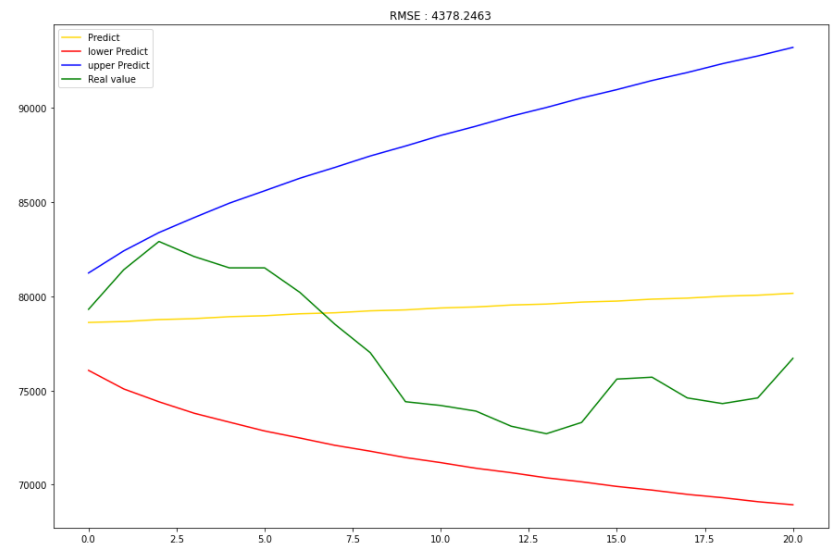 RMSE : 4378.2463
Predict
lower Predict
upper Predict
Real value
90000
85000
80000
75000
70000
0.0 2.5 5.0 7.5 10.0 12.5 15.0 17.5 20.0